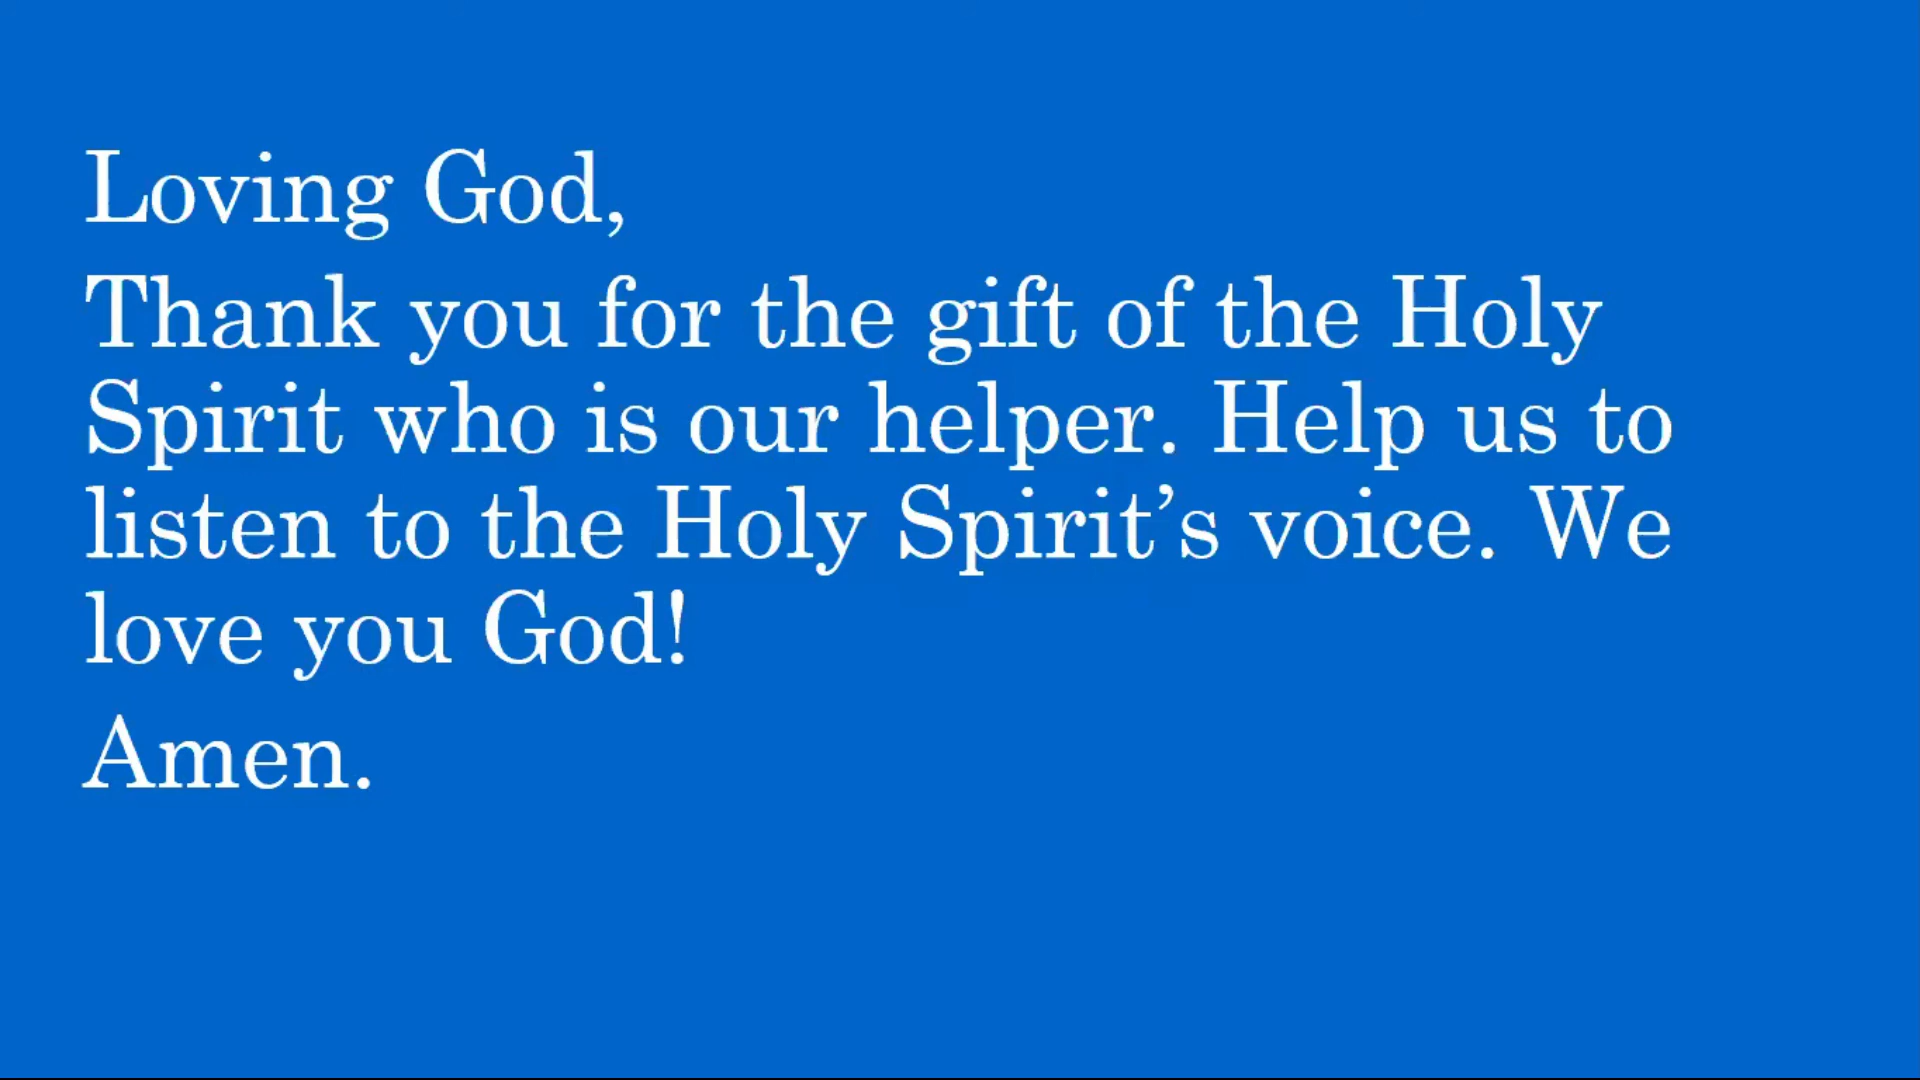 Loving God,
Thank you for the gift of the Holy
Spirit who is our helper. Help us to
listen to the Holy Spirit’s voice. We
love you God!
Amen.